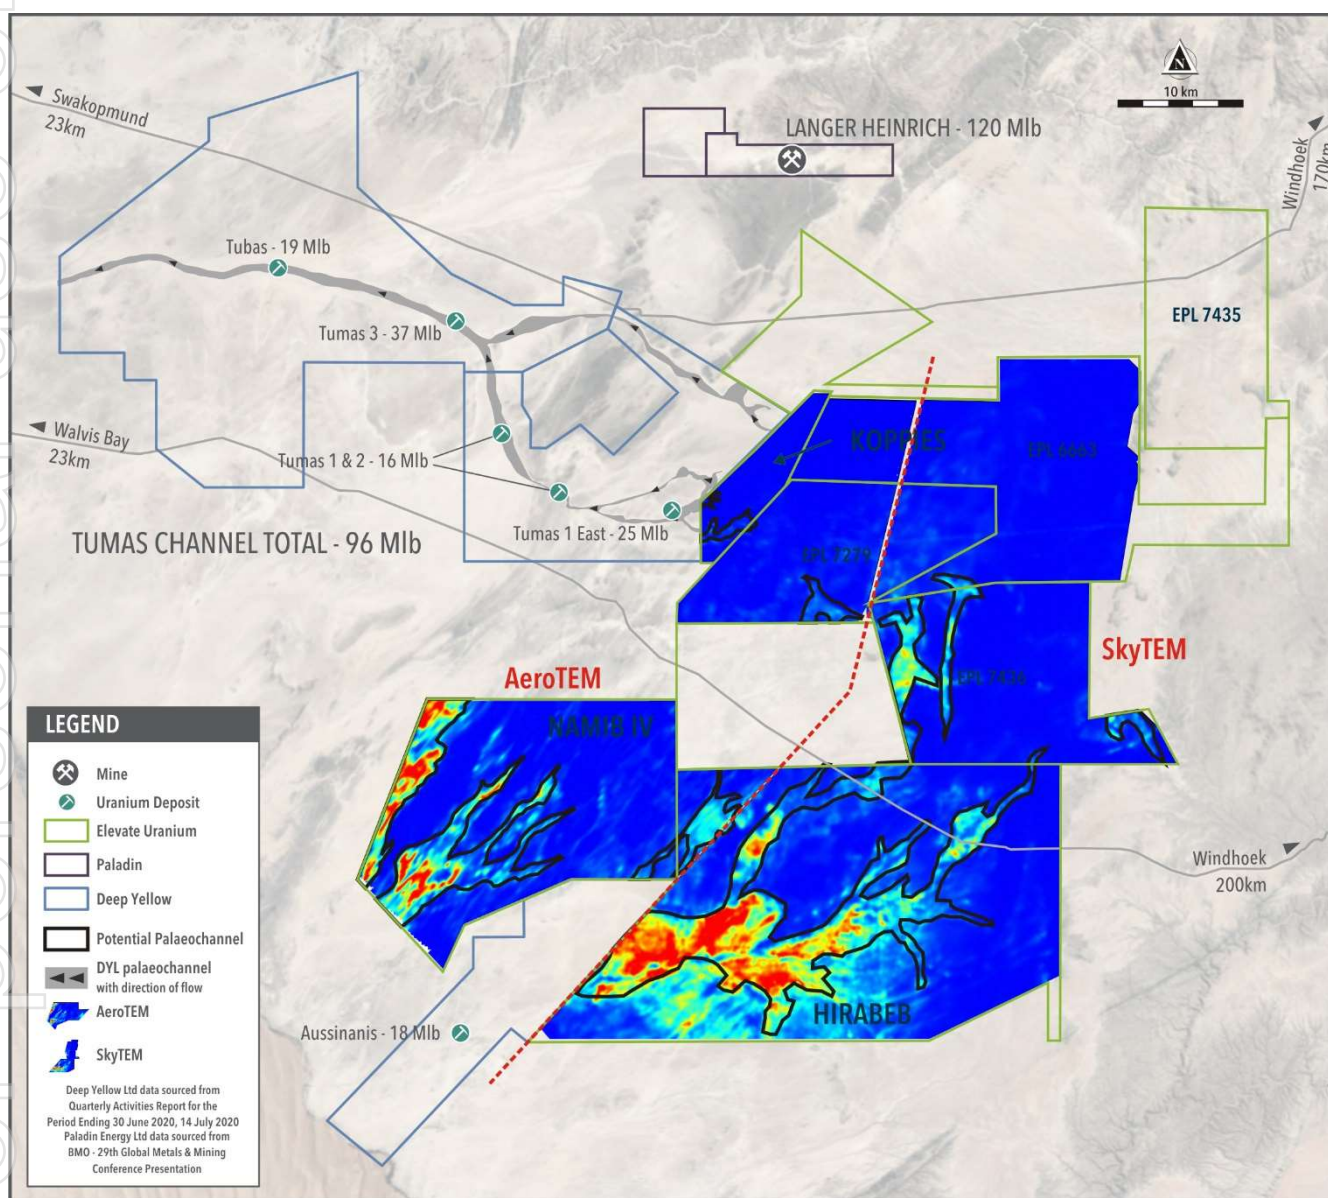 N
10 km
Swakopmund
23km
LANGER HEINRICH - 120 Mlb
Windhoek
170km
Tubas - 19 Mlb
EPL 7435
Tumas 3 - 37 Mlb
Walvis Bay
23km
KOPPIES
EPL 6663
Tumas 1 & 2 - 16 Mlb
Tumas 1 East - 25 Mlb
TUMAS CHANNEL TOTAL - 96 Mlb
EPL 7279
SkyTEM
AeroTEM
EPL 7436
NAMIB IV
LEGEND
Mine
Uranium Deposit
Elevate Uranium
Paladin
Deep Yellow
Potential Palaeochannel
DYL palaeochannel
with direction of flow
AeroTEM
SkyTEM
Deep Yellow Ltd data sourced from
Quarterly Activities Report for the
Period Ending 30 June 2020, 14 July 2020
Paladin Energy Ltd data sourced from
BMO - 29th Global Metals & Mining
Conference Presentation
Windhoek
200km
HIRABEB
Aussinanis - 18 Mlb